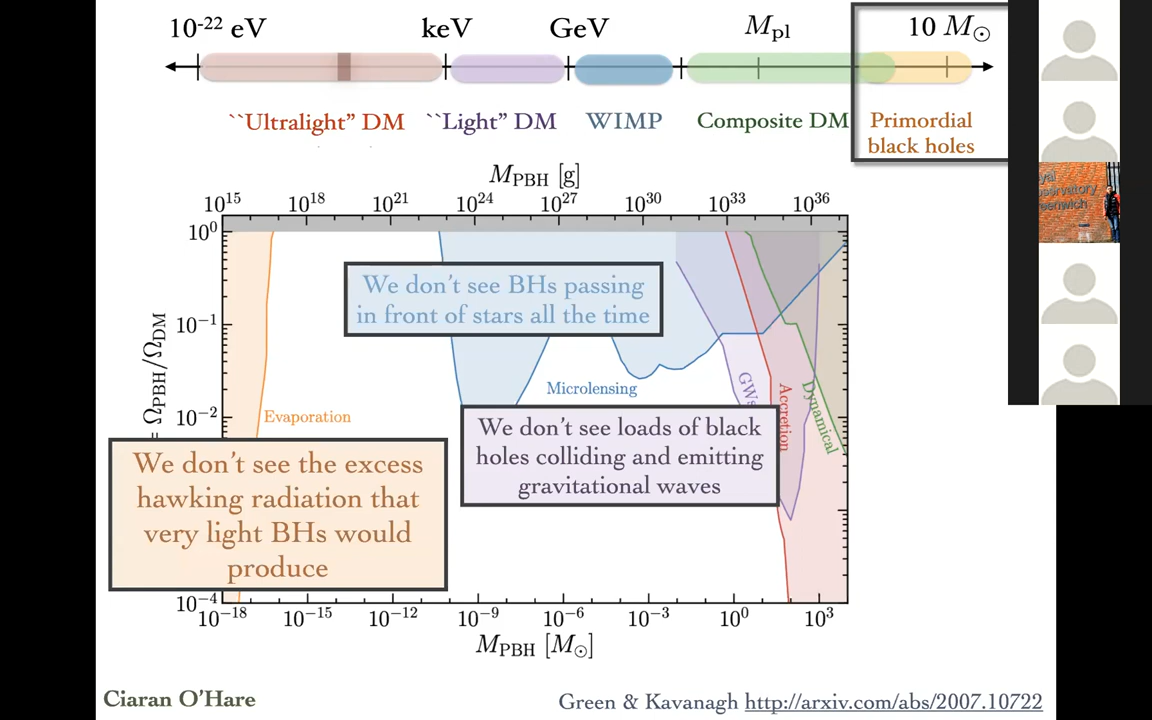 10⁻²² eV keV GeV Mₚₗ 10 M☉
``Ultralight” DM ``Light” DM WIMP Composite DM Primordial
black holes
M_PBH [g]
10¹⁵ 10¹⁸ 10²¹ 10²⁴ 10²⁷ 10³⁰ 10³³ 10³⁶
10⁰
We don’t see BHs passing
in front of stars all the time
10⁻¹
= Ω_PBH/Ω_DM
Microlensing
GWs
Accretion
Dynamical
10⁻²
Evaporation
We don’t see loads of black
holes colliding and emitting
gravitational waves
We don’t see the excess
hawking radiation that
very light BHs would
produce
10⁻⁴
10⁻¹⁸ 10⁻¹⁵ 10⁻¹² 10⁻⁹ 10⁻⁶ 10⁻³ 10⁰ 10³
M_PBH [M☉]
Ciaran O’Hare
Green & Kavanagh http://arxiv.com/abs/2007.10722